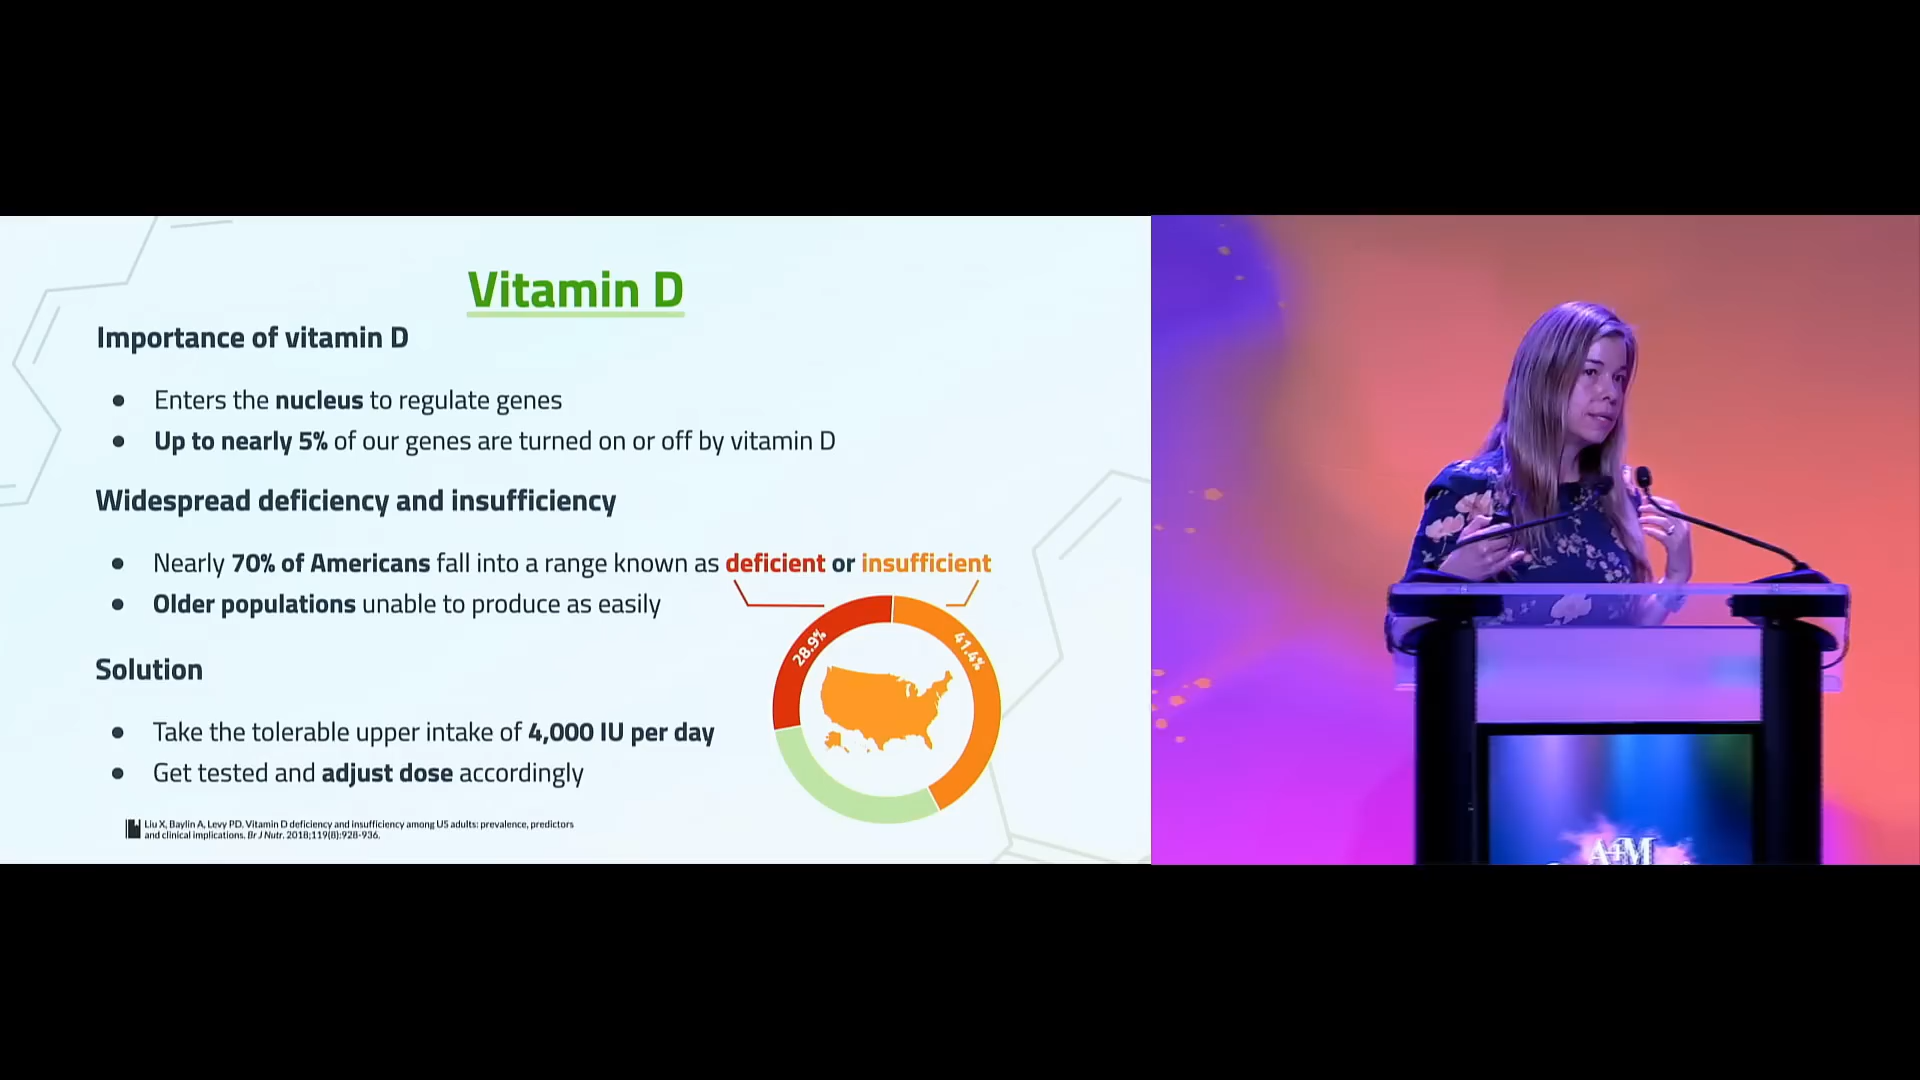 Vitamin D
Importance of vitamin D
● Enters the nucleus to regulate genes
● Up to nearly 5% of our genes are turned on or off by vitamin D
Widespread deficiency and insufficiency
● Nearly 70% of Americans fall into a range known as deficient or insufficient
● Older populations unable to produce as easily
28.9%
41.4%
Solution
● Take the tolerable upper intake of 4,000 IU per day
● Get tested and adjust dose accordingly
Liu X, Baylin A, Levy PD. Vitamin D deficiency and insufficiency among US adults: prevalence, predictors
and clinical implications. Br J Nutr. 2018;119(8):928-936.
A+M